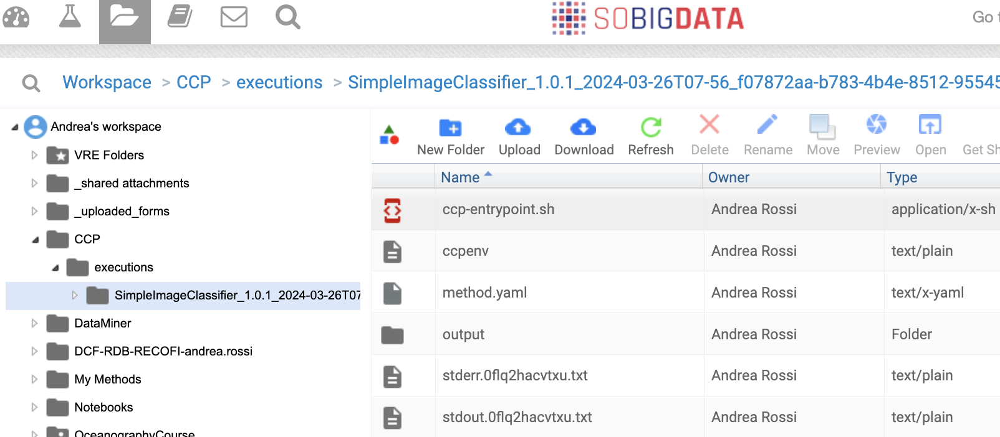 SOBIGDATA
Go t
Workspace > CCP > executions > SimpleImageClassifier_1.0.1_2024-03-26T07-56_f07872aa-b783-4b4e-8512-95545
Andrea's workspace
VRE Folders
_shared attachments
_uploaded_forms
CCP
executions
SimpleImageClassifier_1.0.1_2024-03-26T07
DataMiner
DCF-RDB-RECOFI-andrea.rossi
My Methods
Notebooks
OceanographyCourse
New Folder Upload Download Refresh Delete Rename Move Preview Open Get Sh
Name Owner Type
ccp-entrypoint.sh Andrea Rossi application/x-sh
ccpenv Andrea Rossi text/plain
method.yaml Andrea Rossi text/x-yaml
output Andrea Rossi Folder
stderr.0flq2hacvtxu.txt Andrea Rossi text/plain
stdout.0flq2hacvtxu.txt Andrea Rossi text/plain